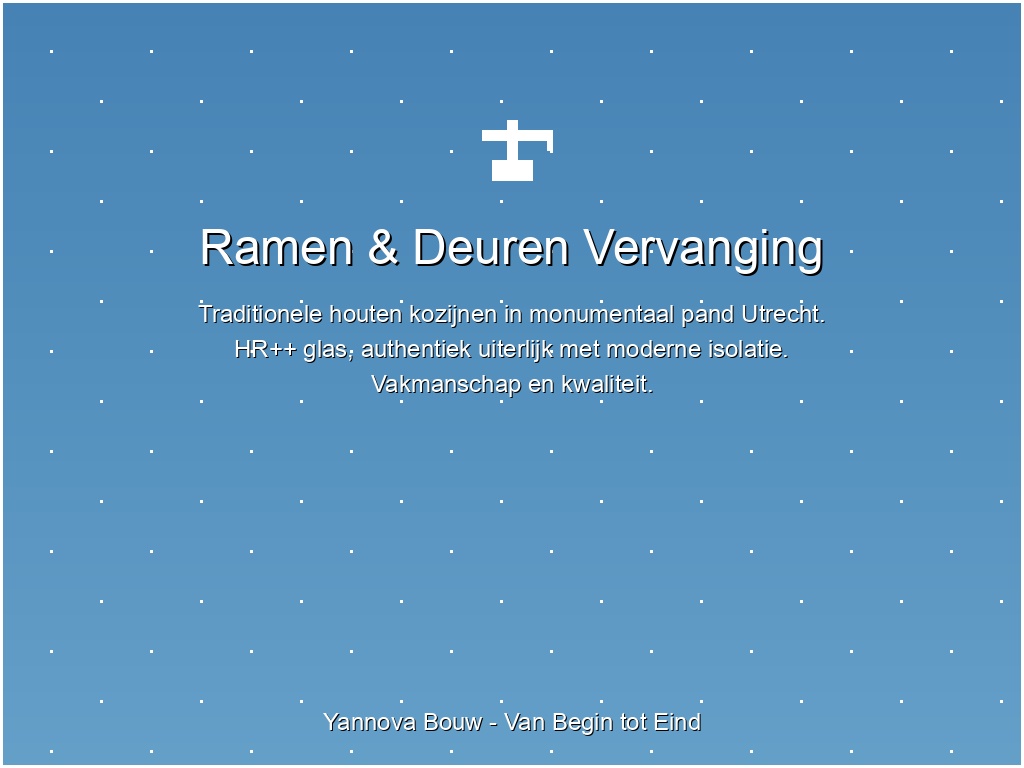 Ramen & Deuren Vervanging
Traditionele houten kozijnen in monumentaal pand Utrecht.
HR++ glas, authentiek uiterlijk met moderne isolatie.
Vakmanschap en kwaliteit.
Yannova Bouw - Van Begin tot Eind